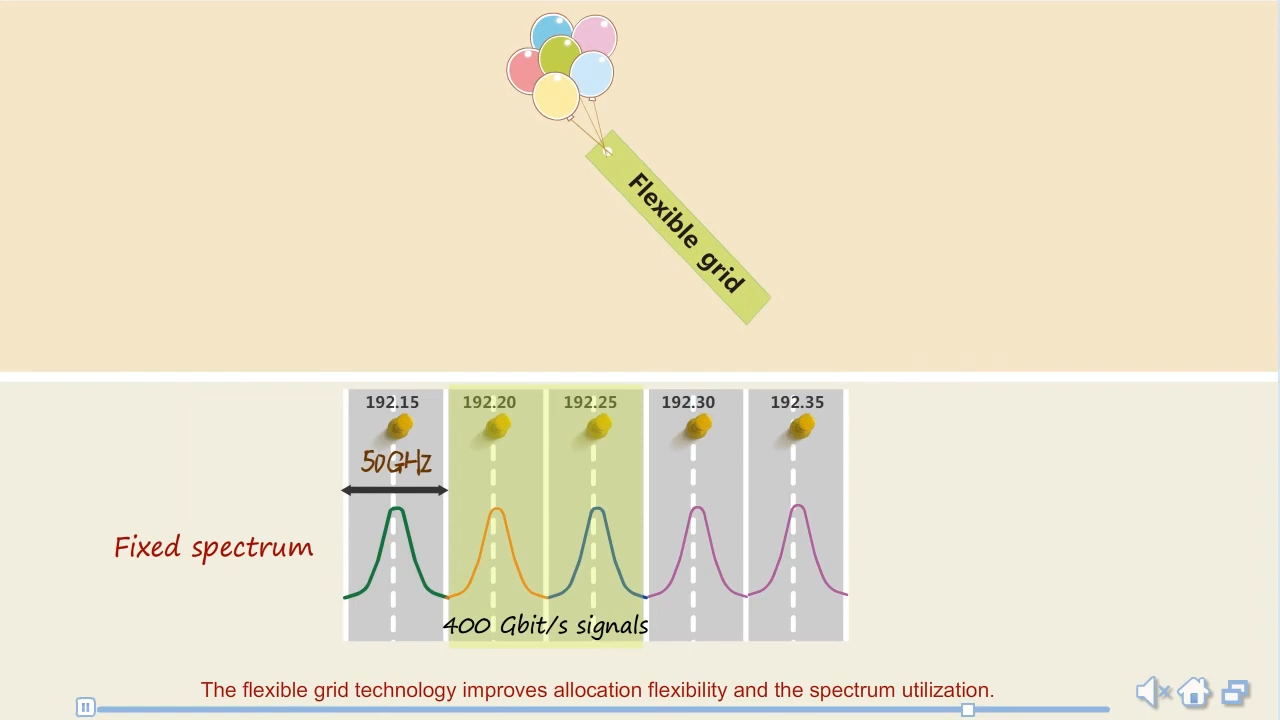 Flexible grid
192.15 192.20 192.25 192.30 192.35
50GHz
Fixed spectrum
400 Gbit/s signals
The flexible grid technology improves allocation flexibility and the spectrum utilization.